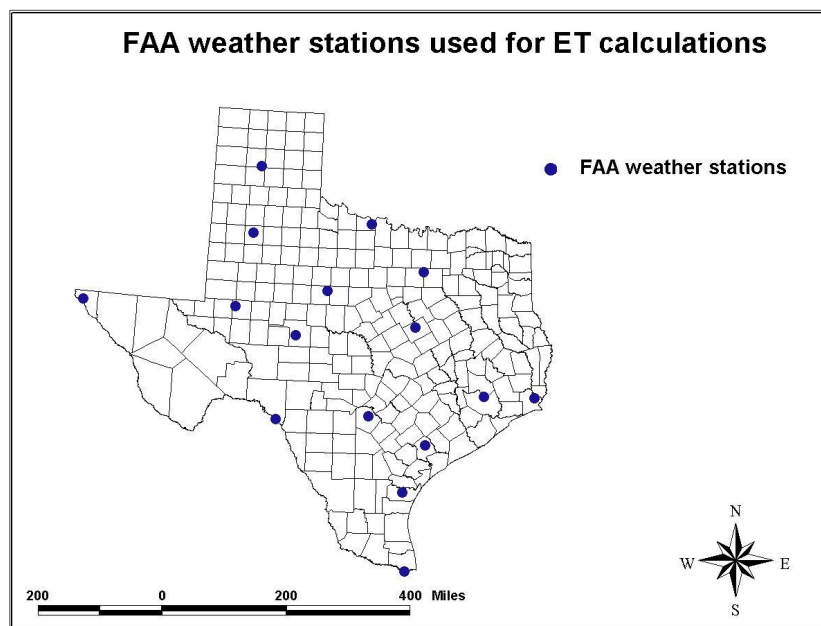 FAA weather stations used for ET calculations
FAA weather stations
N
W E
S
200 0 200 400 Miles